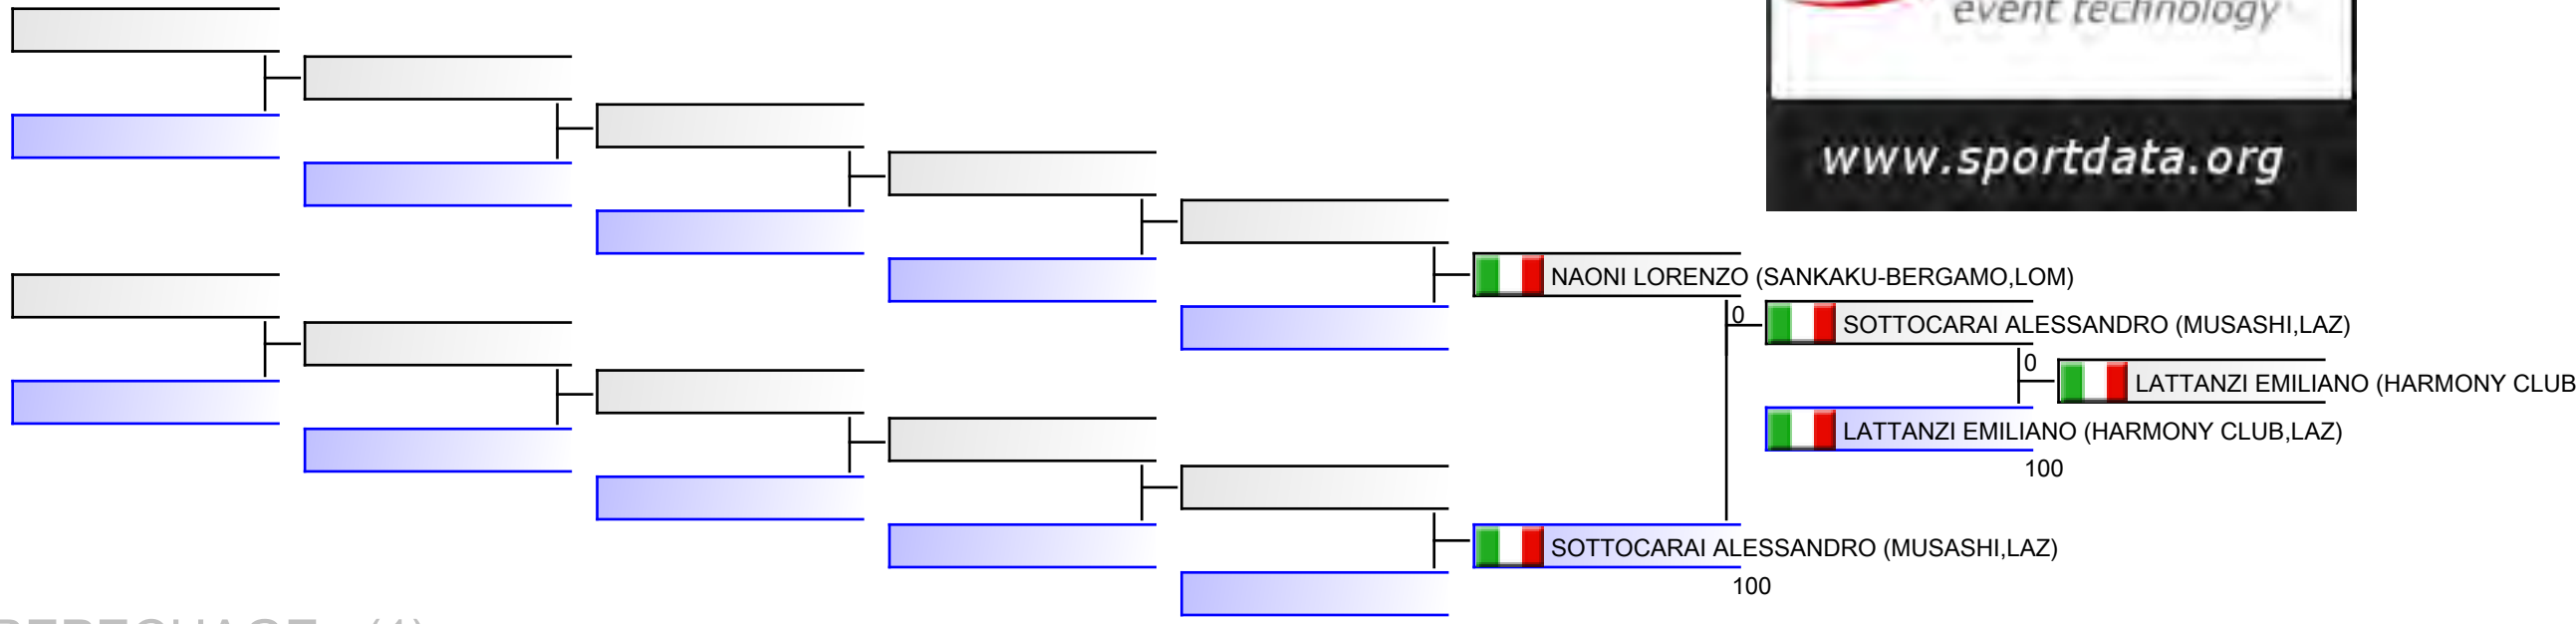 event technology
www.sportdata.org
NAONI LORENZO (SANKAKU-BERGAMO,LOM)
0
SOTTOCARAI ALESSANDRO (MUSASHI,LAZ)
0
LATTANZI EMILIANO (HARMONY CLUB
LATTANZI EMILIANO (HARMONY CLUB,LAZ)
100
SOTTOCARAI ALESSANDRO (MUSASHI,LAZ)
100